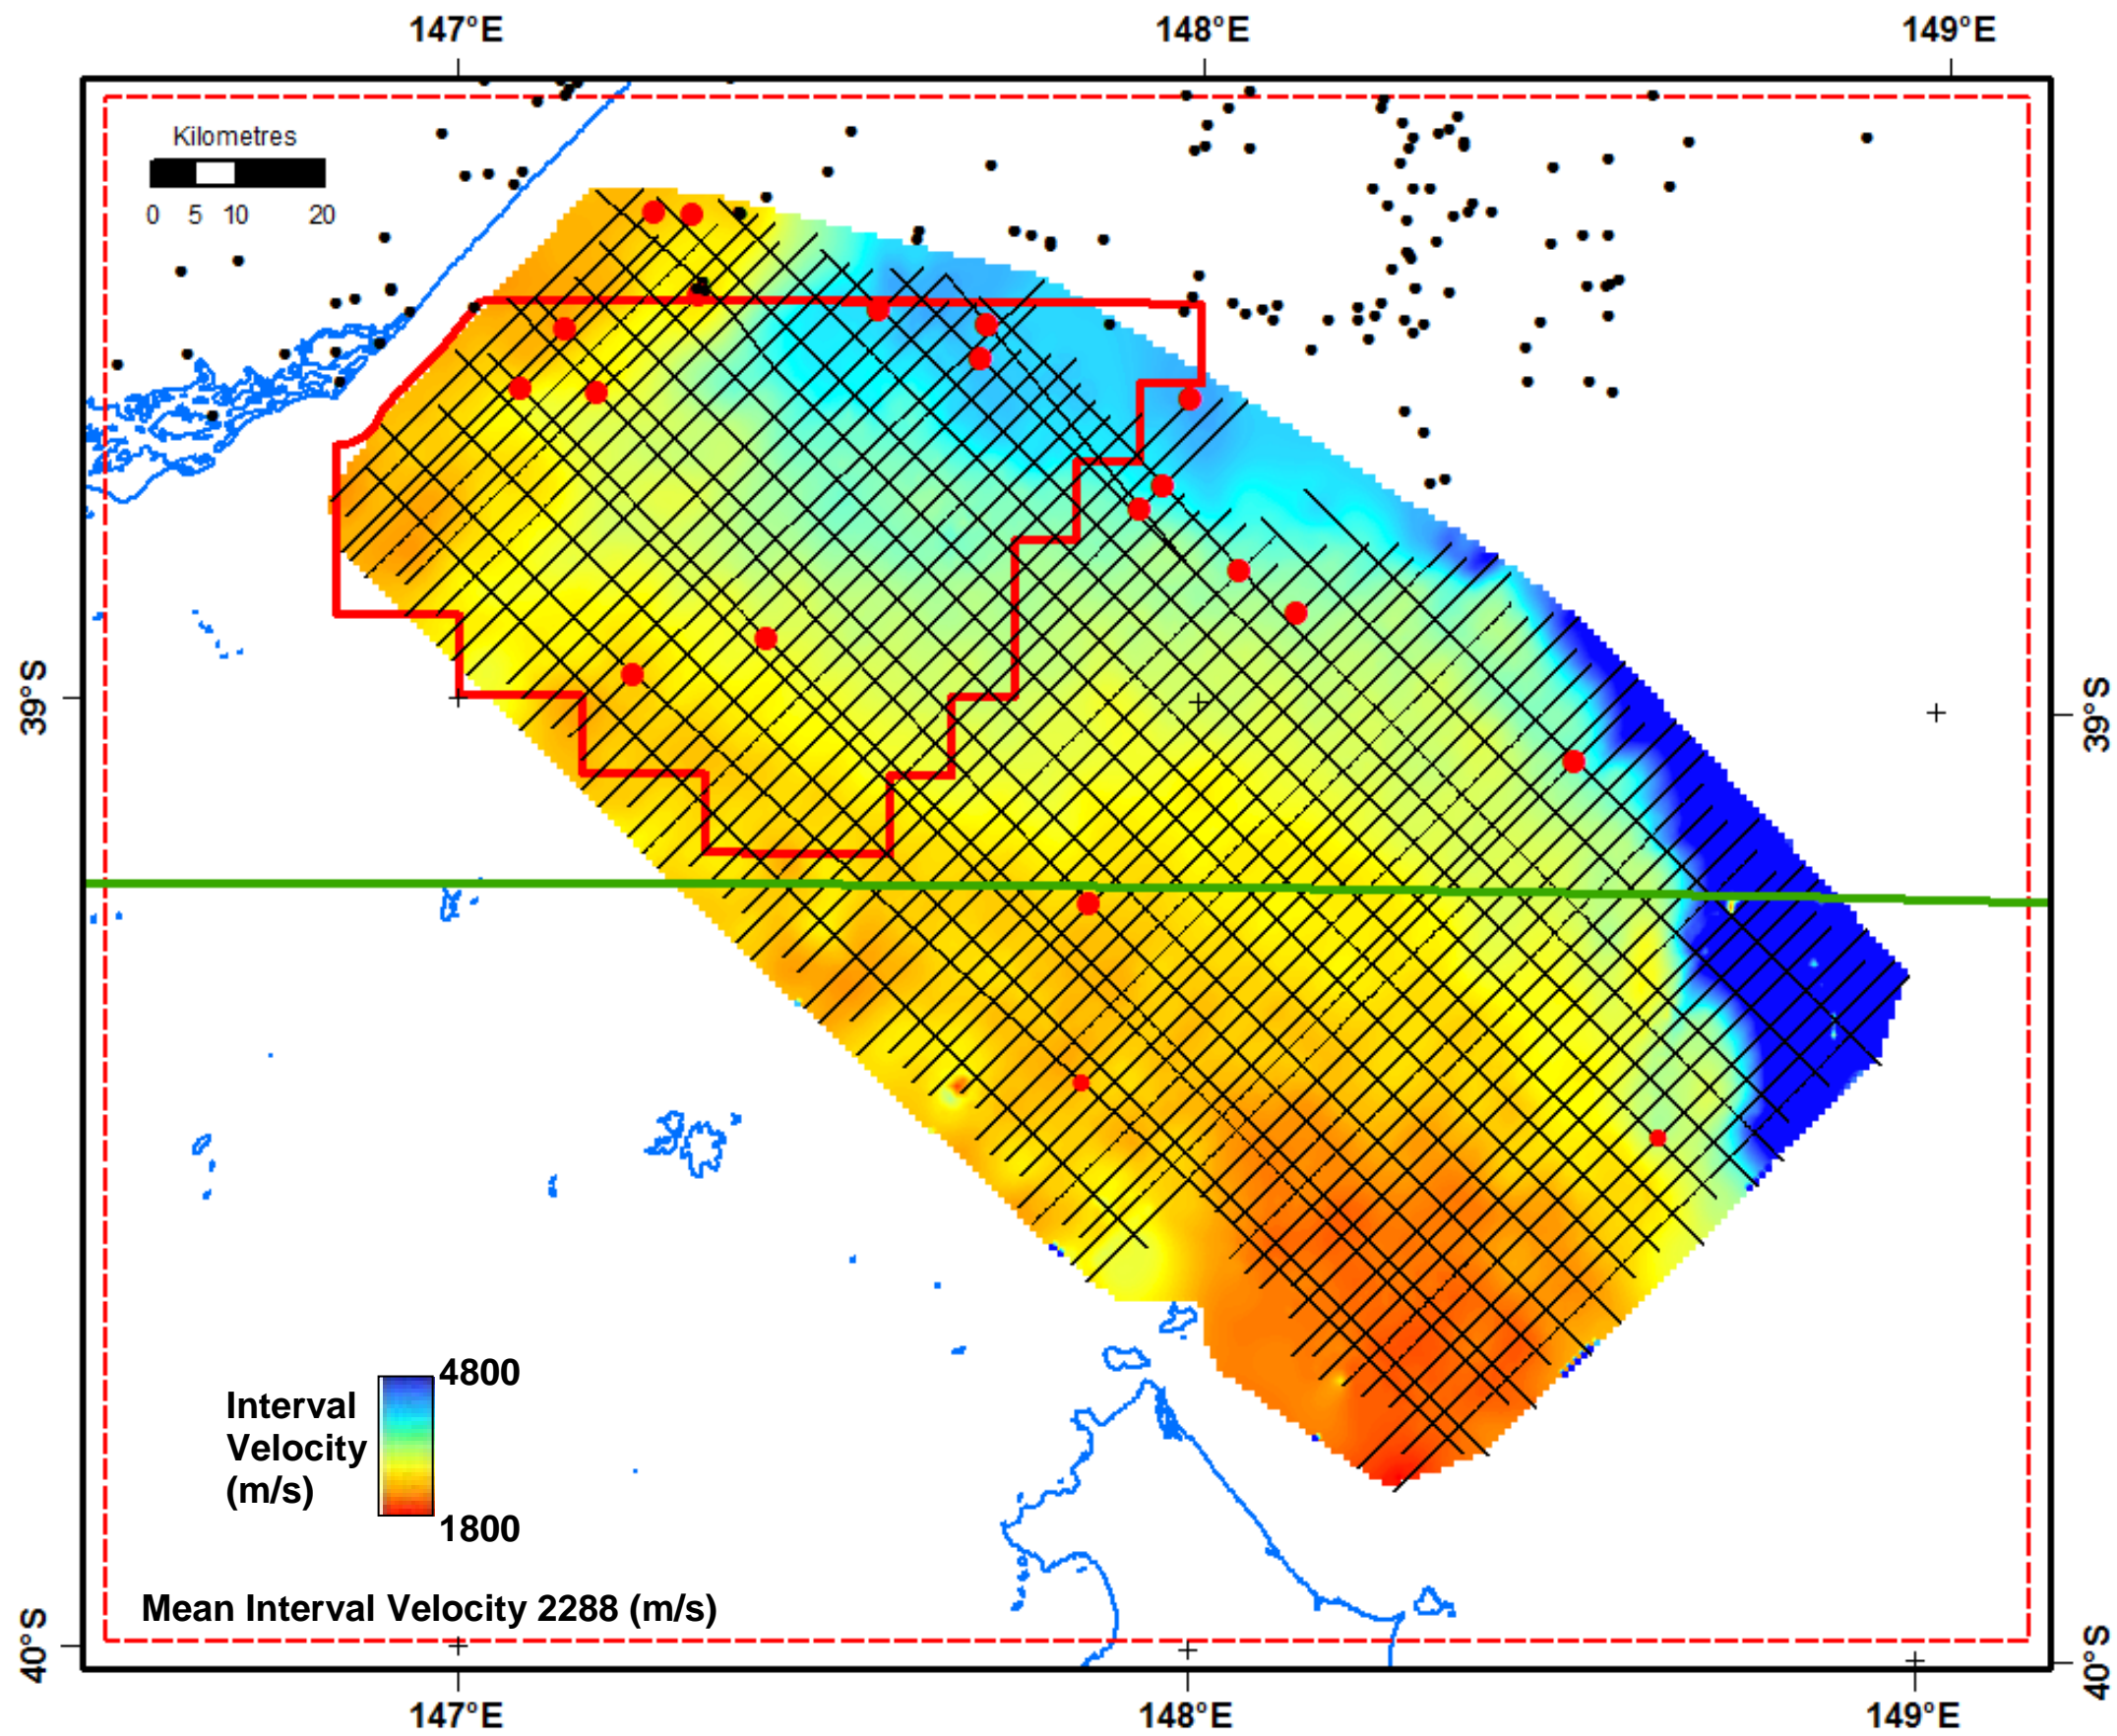 147°E 148°E 149°E
Kilometres
0 5 10 20
39°S 39°S
Interval
Velocity
(m/s)
4800
1800
Mean Interval Velocity 2288 (m/s)
40°S 40°S
147°E 148°E 149°E